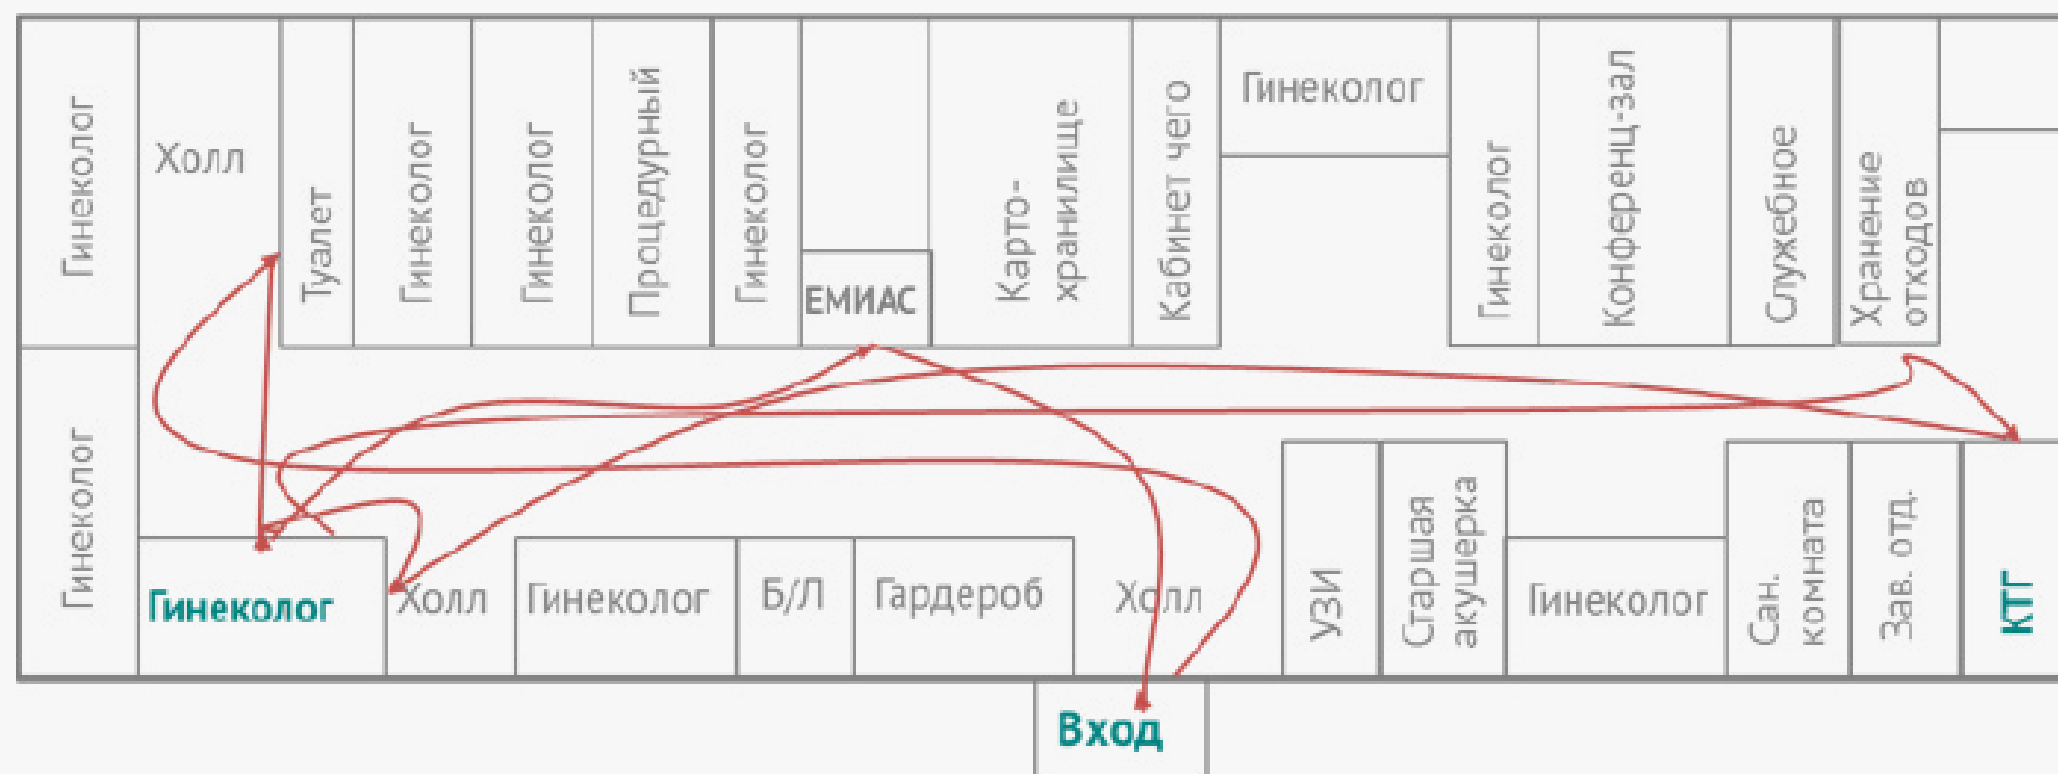 Гинеколог
Холл
Туалет
Гинеколог
Гинеколог
Процедурный
Гинеколог
ЕМИАС
Карто-
хранилище
Кабинет чего
Гинеколог
Гинеколог
Конференц-зал
Служебное
Хранение
отходов
Гинеколог
Гинеколог
Холл
Гинеколог
Б/Л
Гардероб
Холл
УЗИ
Старшая
акушерка
Гинеколог
Сан.
комната
Зав. отд.
КТГ
Вход